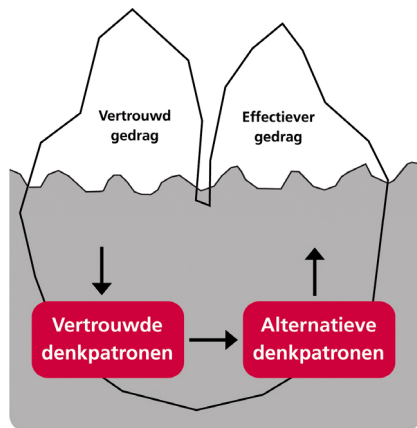 Vertrouwd
gedrag
Effectiever
gedrag
Vertrouwde
denkpatronen
Alternatieve
denkpatronen